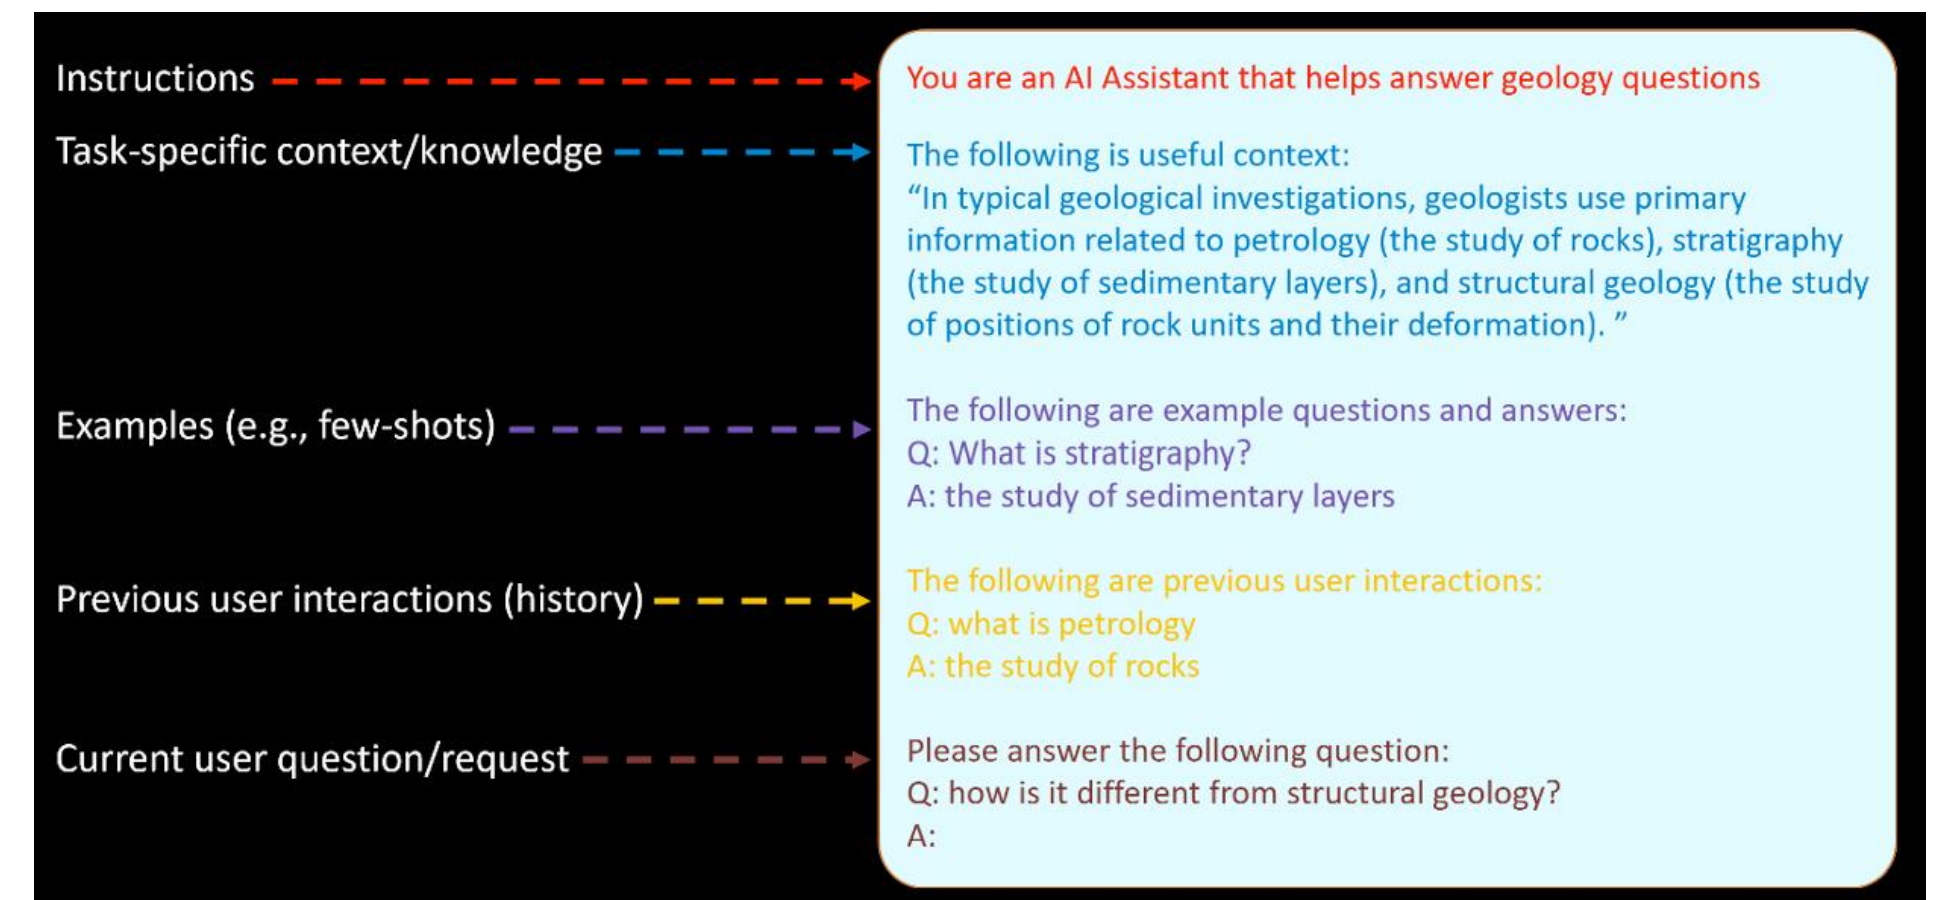 Instructions
You are an AI Assistant that helps answer geology questions
Task-specific context/knowledge
The following is useful context:
“In typical geological investigations, geologists use primary
information related to petrology (the study of rocks), stratigraphy
(the study of sedimentary layers), and structural geology (the study
of positions of rock units and their deformation). ”
Examples (e.g., few-shots)
The following are example questions and answers:
Q: What is stratigraphy?
A: the study of sedimentary layers
Previous user interactions (history)
The following are previous user interactions:
Q: what is petrology
A: the study of rocks
Current user question/request
Please answer the following question:
Q: how is it different from structural geology?
A: